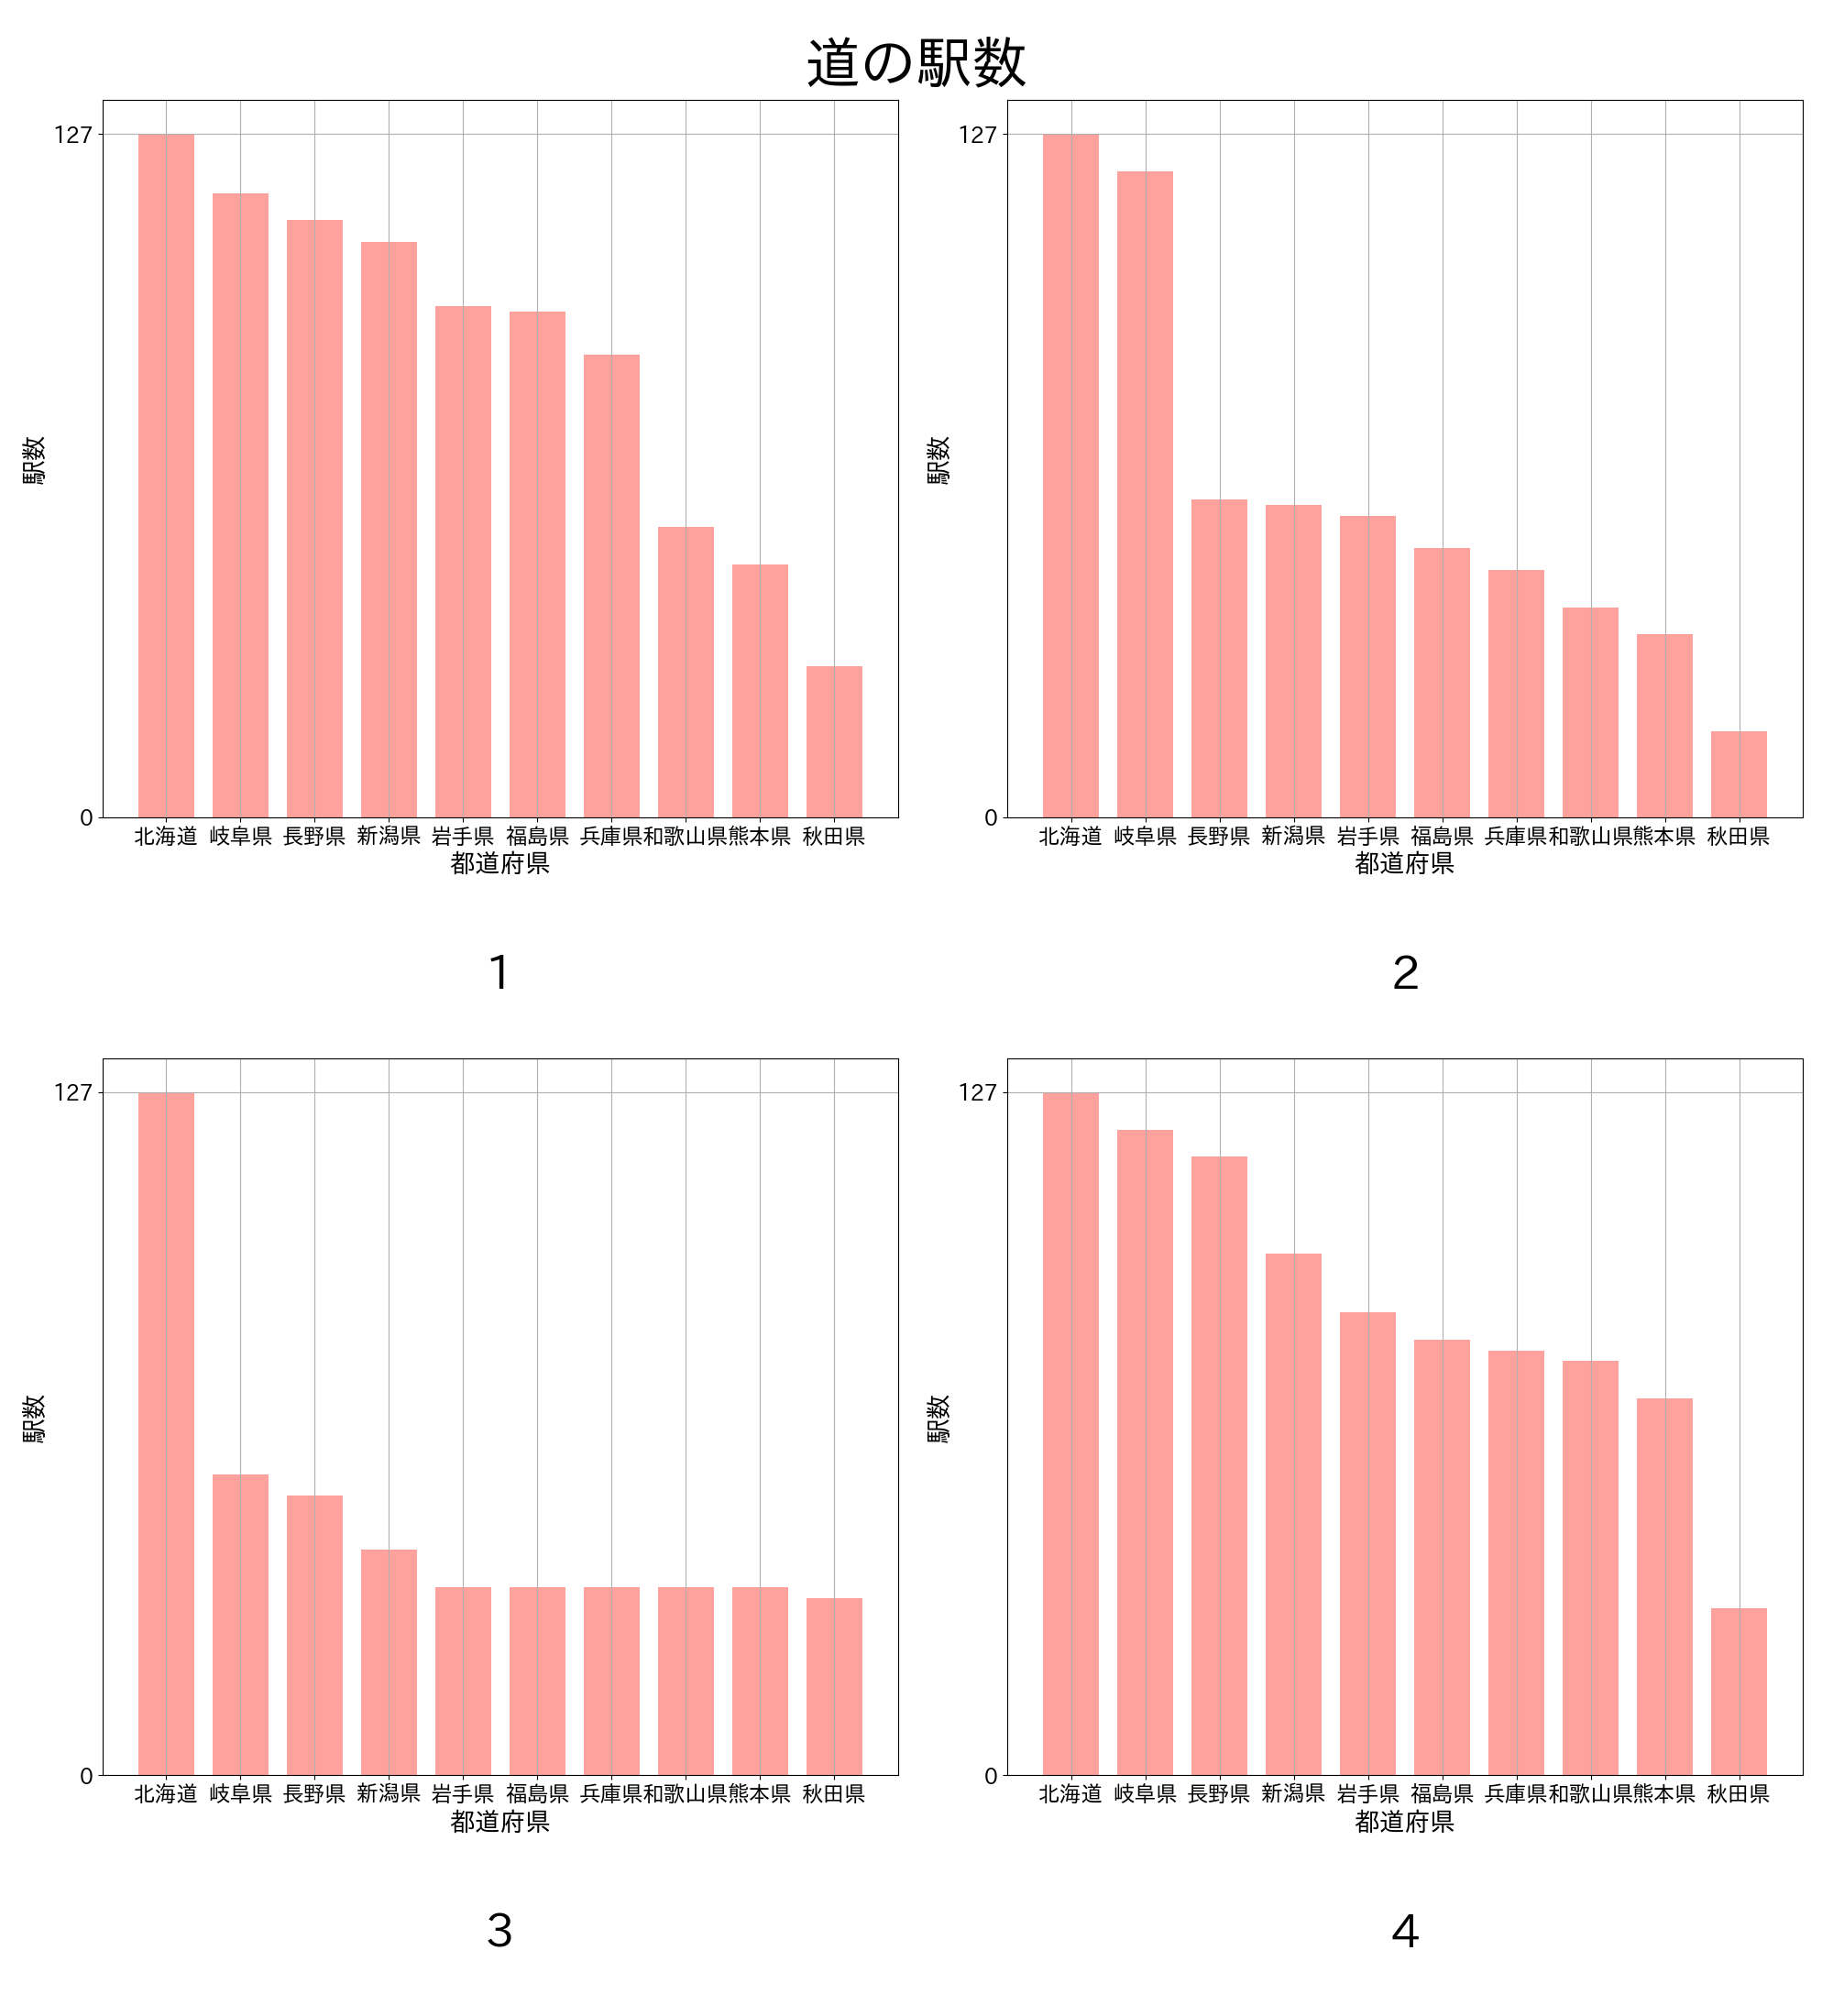 道の駅数
127
0
駅数
北海道 岐阜県 長野県 新潟県 岩手県 福島県 兵庫県 和歌山県 熊本県 秋田県
都道府県
1
127
0
駅数
北海道 岐阜県 長野県 新潟県 岩手県 福島県 兵庫県 和歌山県 熊本県 秋田県
都道府県
2
127
0
駅数
北海道 岐阜県 長野県 新潟県 岩手県 福島県 兵庫県 和歌山県 熊本県 秋田県
都道府県
3
127
0
駅数
北海道 岐阜県 長野県 新潟県 岩手県 福島県 兵庫県 和歌山県 熊本県 秋田県
都道府県
4